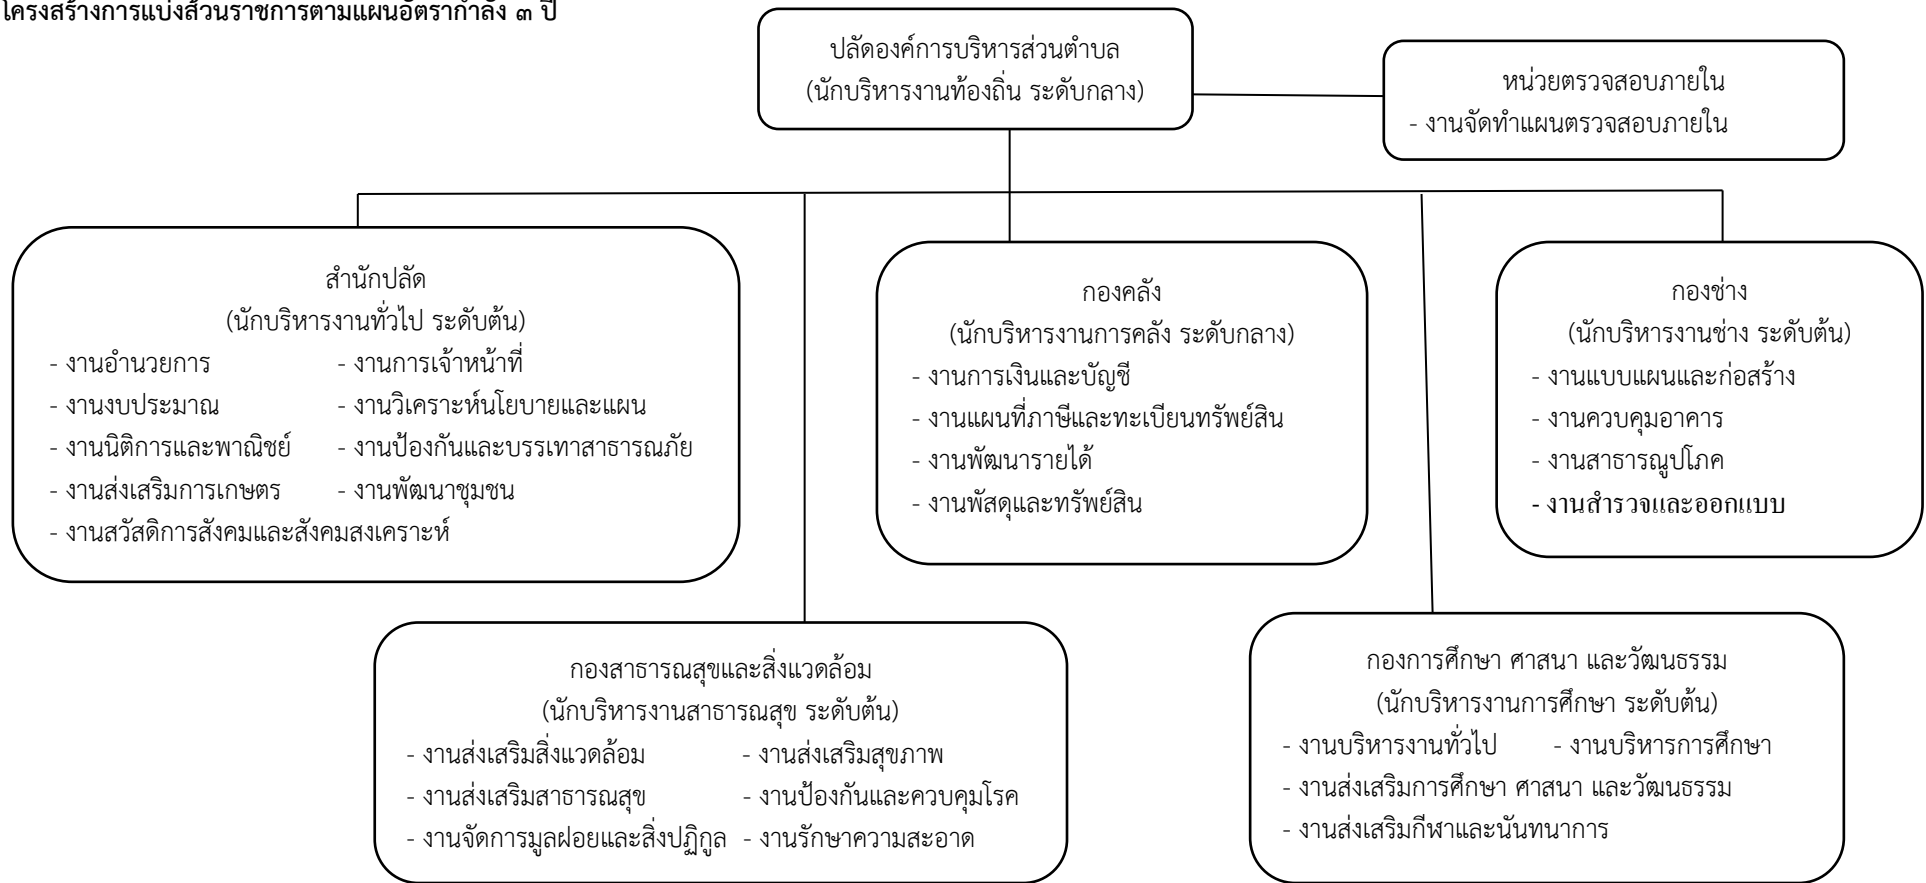 โครงสร้างการแบ่งส่วนราชการตามแผนอัตรากำลัง ๓ ปี
ปลัดองค์การบริหารส่วนตำบล
(นักบริหารงานท้องถิ่น ระดับกลาง)
หน่วยตรวจสอบภายใน
- งานจัดทำแผนตรวจสอบภายใน
สำนักปลัด
(นักบริหารงานทั่วไป ระดับต้น)
- งานอำนวยการ - งานการเจ้าหน้าที่
- งานงบประมาณ - งานวิเคราะห์นโยบายและแผน
- งานนิติการและพาณิชย์ - งานป้องกันและบรรเทาสาธารณภัย
- งานส่งเสริมการเกษตร - งานพัฒนาชุมชน
- งานสวัสดิการสังคมและสังคมสงเคราะห์
กองคลัง
(นักบริหารงานการคลัง ระดับกลาง)
- งานการเงินและบัญชี
- งานแผนที่ภาษีและทะเบียนทรัพย์สิน
- งานพัฒนารายได้
- งานพัสดุและทรัพย์สิน
กองช่าง
(นักบริหารงานช่าง ระดับต้น)
- งานแบบแผนและก่อสร้าง
- งานควบคุมอาคาร
- งานสาธารณูปโภค
- งานสำรวจและออกแบบ
กองสาธารณสุขและสิ่งแวดล้อม
(นักบริหารงานสาธารณสุข ระดับต้น)
- งานส่งเสริมสิ่งแวดล้อม - งานส่งเสริมสุขภาพ
- งานส่งเสริมสาธารณสุข - งานป้องกันและควบคุมโรค
- งานจัดการมูลฝอยและสิ่งปฏิกูล - งานรักษาความสะอาด
กองการศึกษา ศาสนา และวัฒนธรรม
(นักบริหารงานการศึกษา ระดับต้น)
- งานบริหารงานทั่วไป - งานบริหารการศึกษา
- งานส่งเสริมการศึกษา ศาสนา และวัฒนธรรม
- งานส่งเสริมกีฬาและนันทนาการ